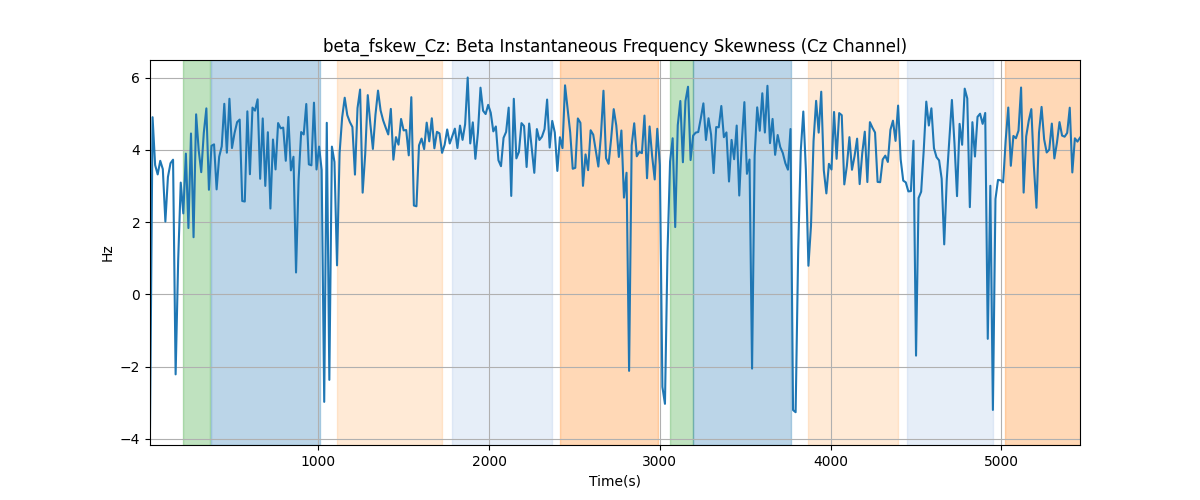 beta_fskew_Cz: Beta Instantaneous Frequency Skewness (Cz Channel)
6
4
2
0
−2
−4
Hz
1000 2000 3000 4000 5000
Time(s)